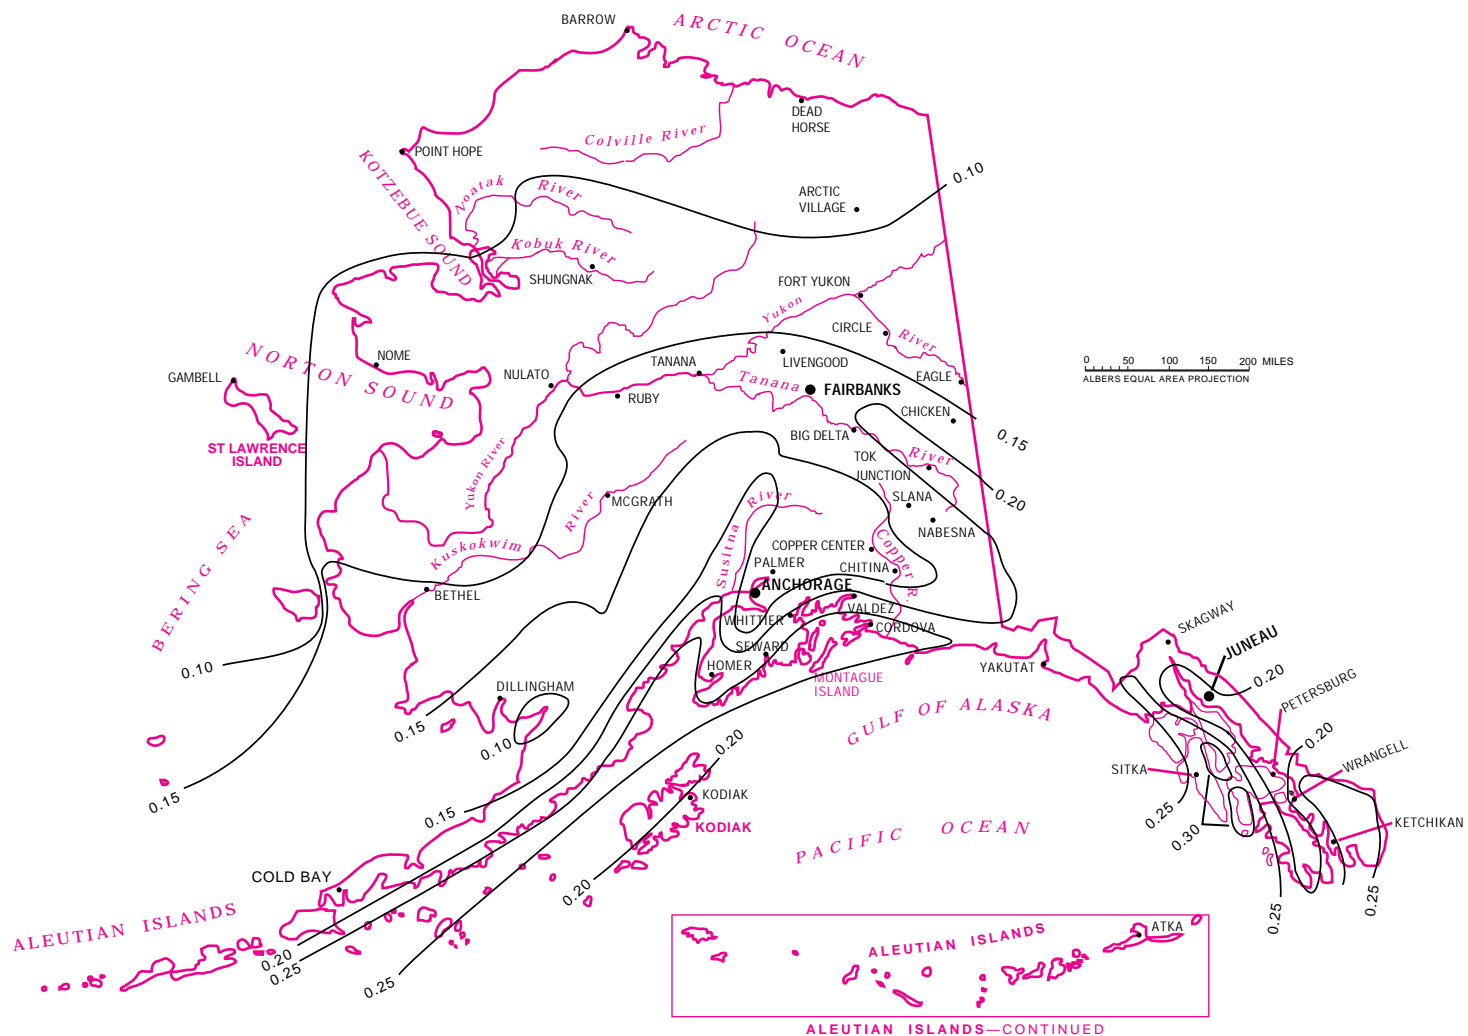 BARROW
ARCTIC OCEAN
DEAD
HORSE
Colville River
POINT HOPE
KOTZEBUE SOUND
Noatak River
0.10
ARCTIC
VILLAGE
Kobuk River
SHUNGNAK
FORT YUKON
Yukon
CIRCLE
River
NORTON SOUND
NOME
GAMBELL
NULATO
TANANA
LIVENGOOD
EAGLE
Tanana
FAIRBANKS
RUBY
CHICKEN
0 50 100 150 200 MILES
ALBERS EQUAL AREA PROJECTION
ST LAWRENCE
ISLAND
BIG DELTA
0.15
TOK
JUNCTION
River
Yukon River
MCGRATH
River
Susitna River
SLANA
0.20
NABESNA
BERING SEA
Kuskokwim
COPPER CENTER
Copper R.
PALMER
CHITINA
ANCHORAGE
BETHEL
VALDEZ
WHITTIER
CORDOVA
SEWARD
HOMER
MONTAGUE
ISLAND
YAKUTAT
SKAGWAY
JUNEAU
0.20
PETERSBURG
0.10
DILLINGHAM
0.15
0.10
GULF OF ALASKA
0.20
0.20
WRANGELL
SITKA
0.15
KODIAK
KODIAK
0.15
0.25
0.30
KETCHIKAN
PACIFIC OCEAN
COLD BAY
0.20
0.25
0.25
ALEUTIAN ISLANDS
0.20
0.25
0.25
ALEUTIAN ISLANDS
ATKA
ALEUTIAN ISLANDS—CONTINUED